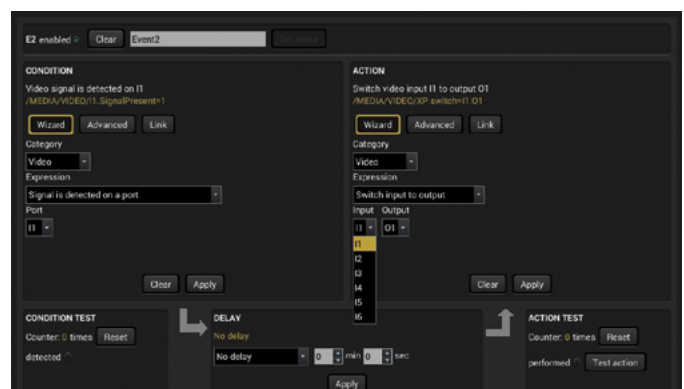 E2 enabled Clear Event2 Set name
CONDITION
Video signal is detected on I1
/MEDIA/VIDEO/I1.SignalPresent=1
Wizard Advanced Link
Category
Video
Expression
Signal is detected on a port
Port
I1
Clear Apply
ACTION
Switch video input I1 to output O1
/MEDIA/VIDEO/XP.switch=I1:O1
Wizard Advanced Link
Category
Video
Expression
Switch input to output
Input Output
I1 O1
I1
I2
I3
I4
I5
I6
Clear Apply
CONDITION TEST
Counter: 0 times Reset
detected
DELAY
No delay
No delay 0 min 0 sec
Apply
ACTION TEST
Counter: 0 times Reset
performed Test action